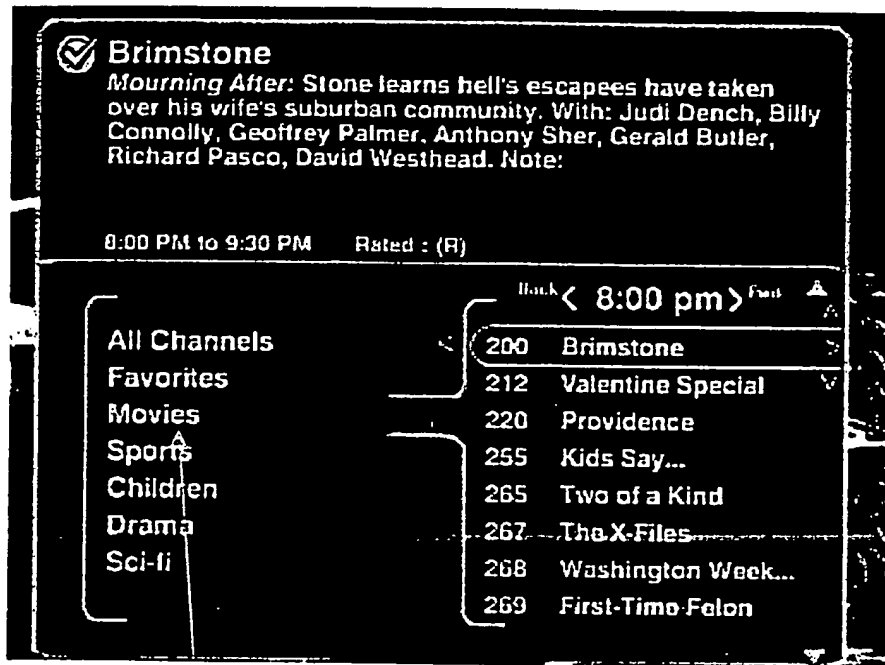 Brimstone
Mourning After: Stone learns hell's escapees have taken
over his wife's suburban community. With: Judi Dench, Billy
Connolly, Geoffrey Palmer, Anthony Sher, Gerald Butler,
Richard Pasco, David Westhead. Note:
8:00 PM to 9:30 PM Rated : (R)
Back < 8:00 pm > Fwd
All Channels
Favorites
Movies
Sports
Children
Drama
Sci-fi
200 Brimstone
212 Valentine Special
220 Providence
255 Kids Say...
265 Two of a Kind
267 The X-Files
268 Washington Week...
269 First-Time Felon